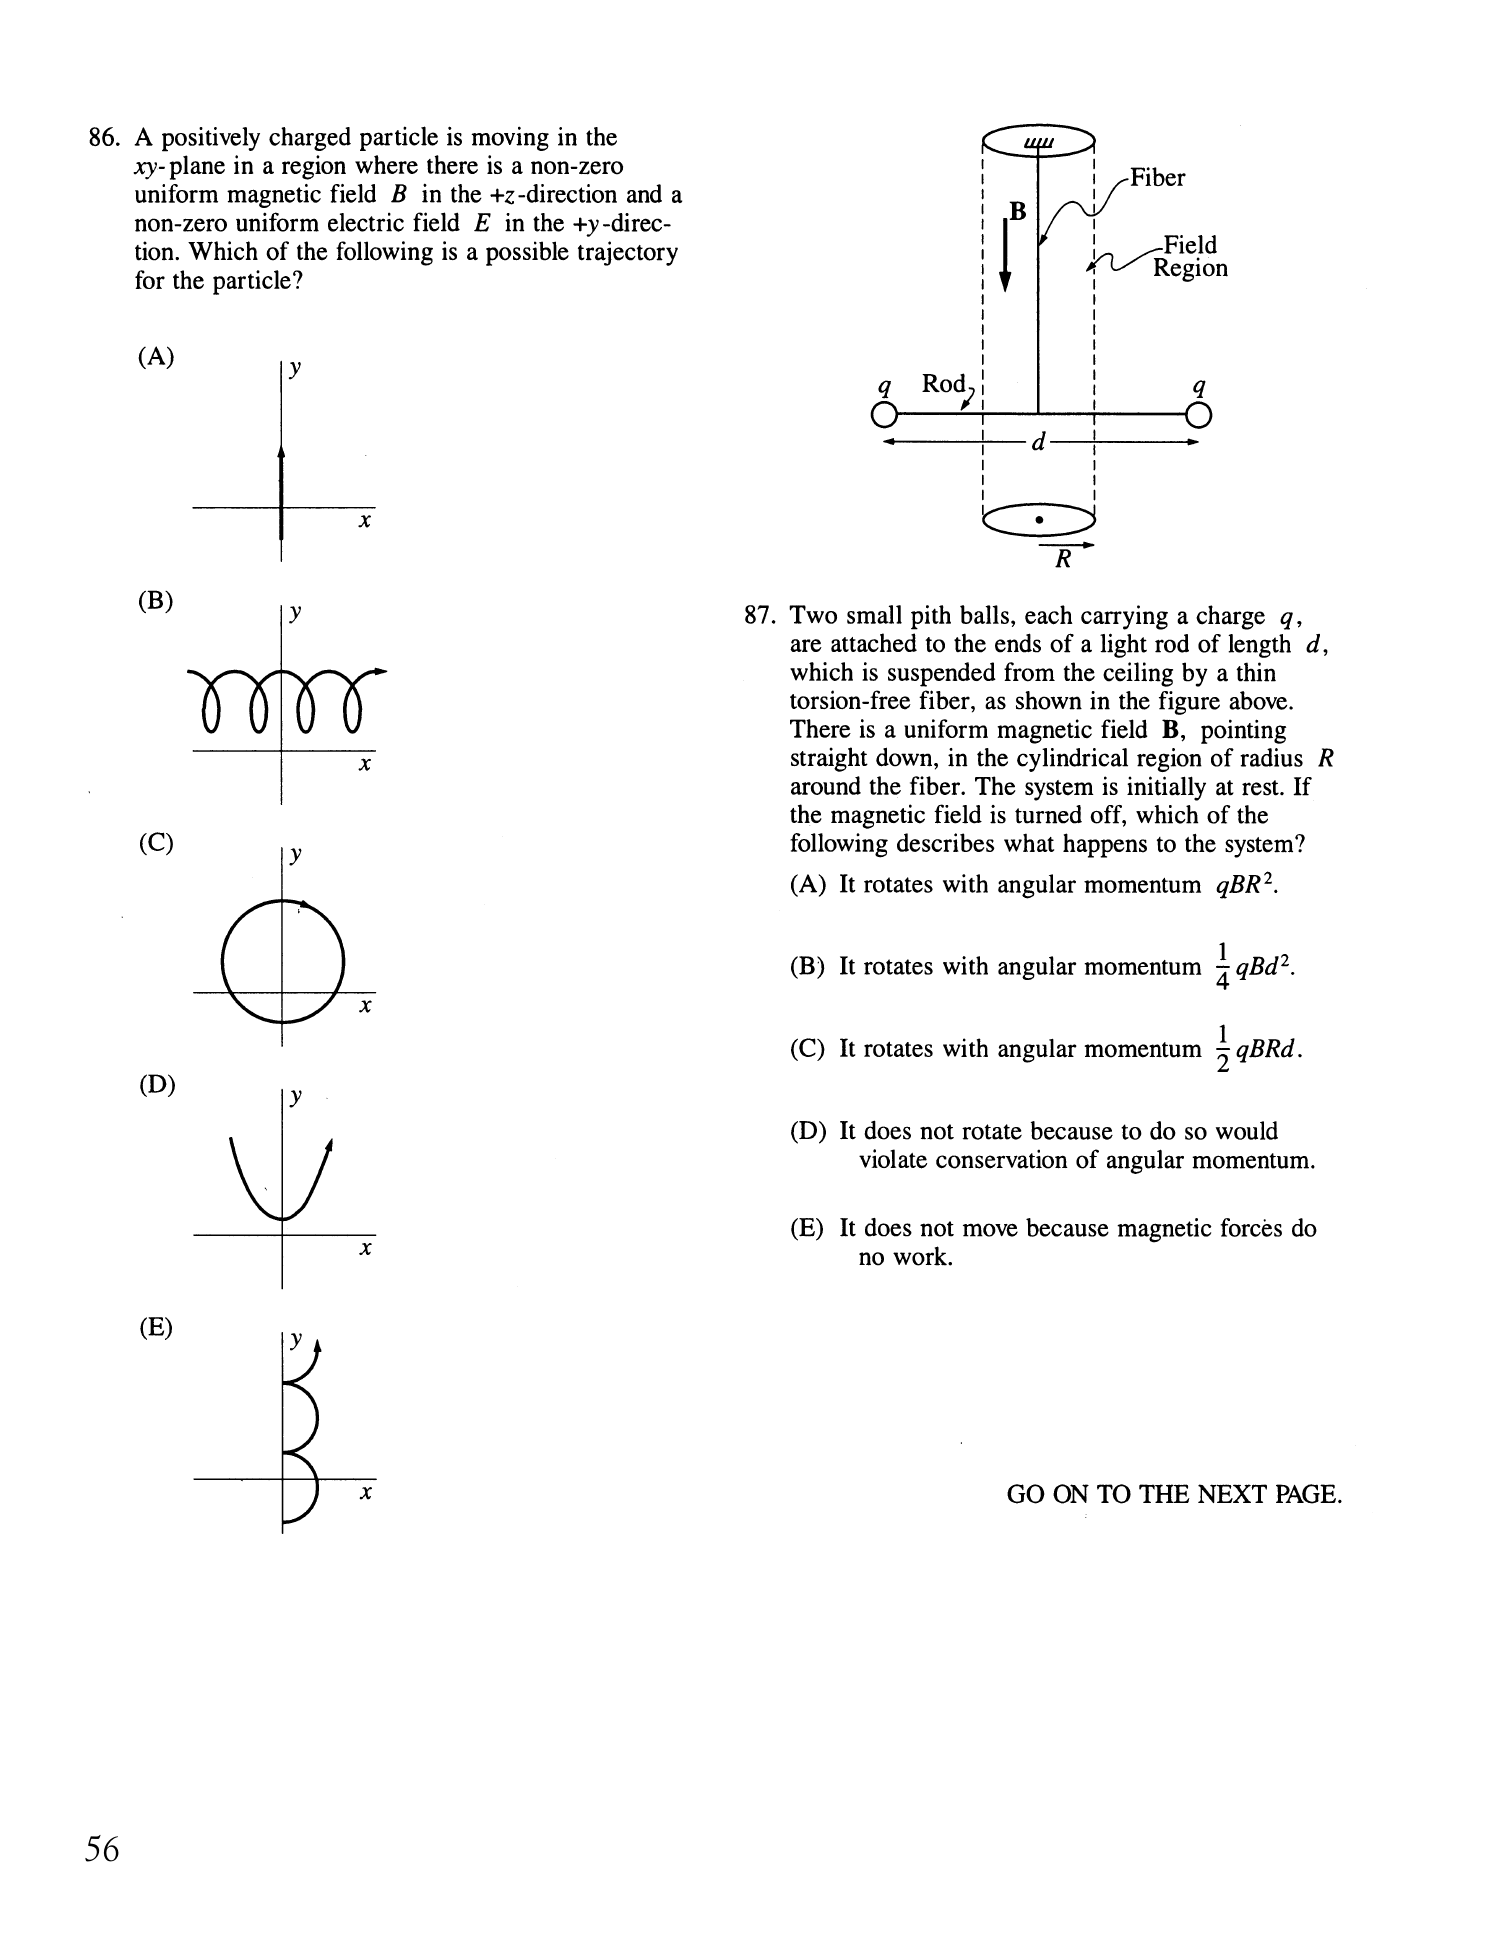 86. A positively charged particle is moving in the
xy-plane in a region where there is a non-zero
uniform magnetic field B in the +z-direction and a
non-zero uniform electric field E in the +y-direc-
tion. Which of the following is a possible trajectory
for the particle?
(A)
y
x
(B)
y
x
(C)
y
x
(D)
y
x
(E)
y
x
Fiber
B
Field
Region
q
Rod
q
d
R
87. Two small pith balls, each carrying a charge q,
are attached to the ends of a light rod of length d,
which is suspended from the ceiling by a thin
torsion-free fiber, as shown in the figure above.
There is a uniform magnetic field B, pointing
straight down, in the cylindrical region of radius R
around the fiber. The system is initially at rest. If
the magnetic field is turned off, which of the
following describes what happens to the system?
(A) It rotates with angular momentum qBR².
(B) It rotates with angular momentum 1/4 qBd².
(C) It rotates with angular momentum 1/2 qBRd.
(D) It does not rotate because to do so would
violate conservation of angular momentum.
(E) It does not move because magnetic forces do
no work.
GO ON TO THE NEXT PAGE.
56